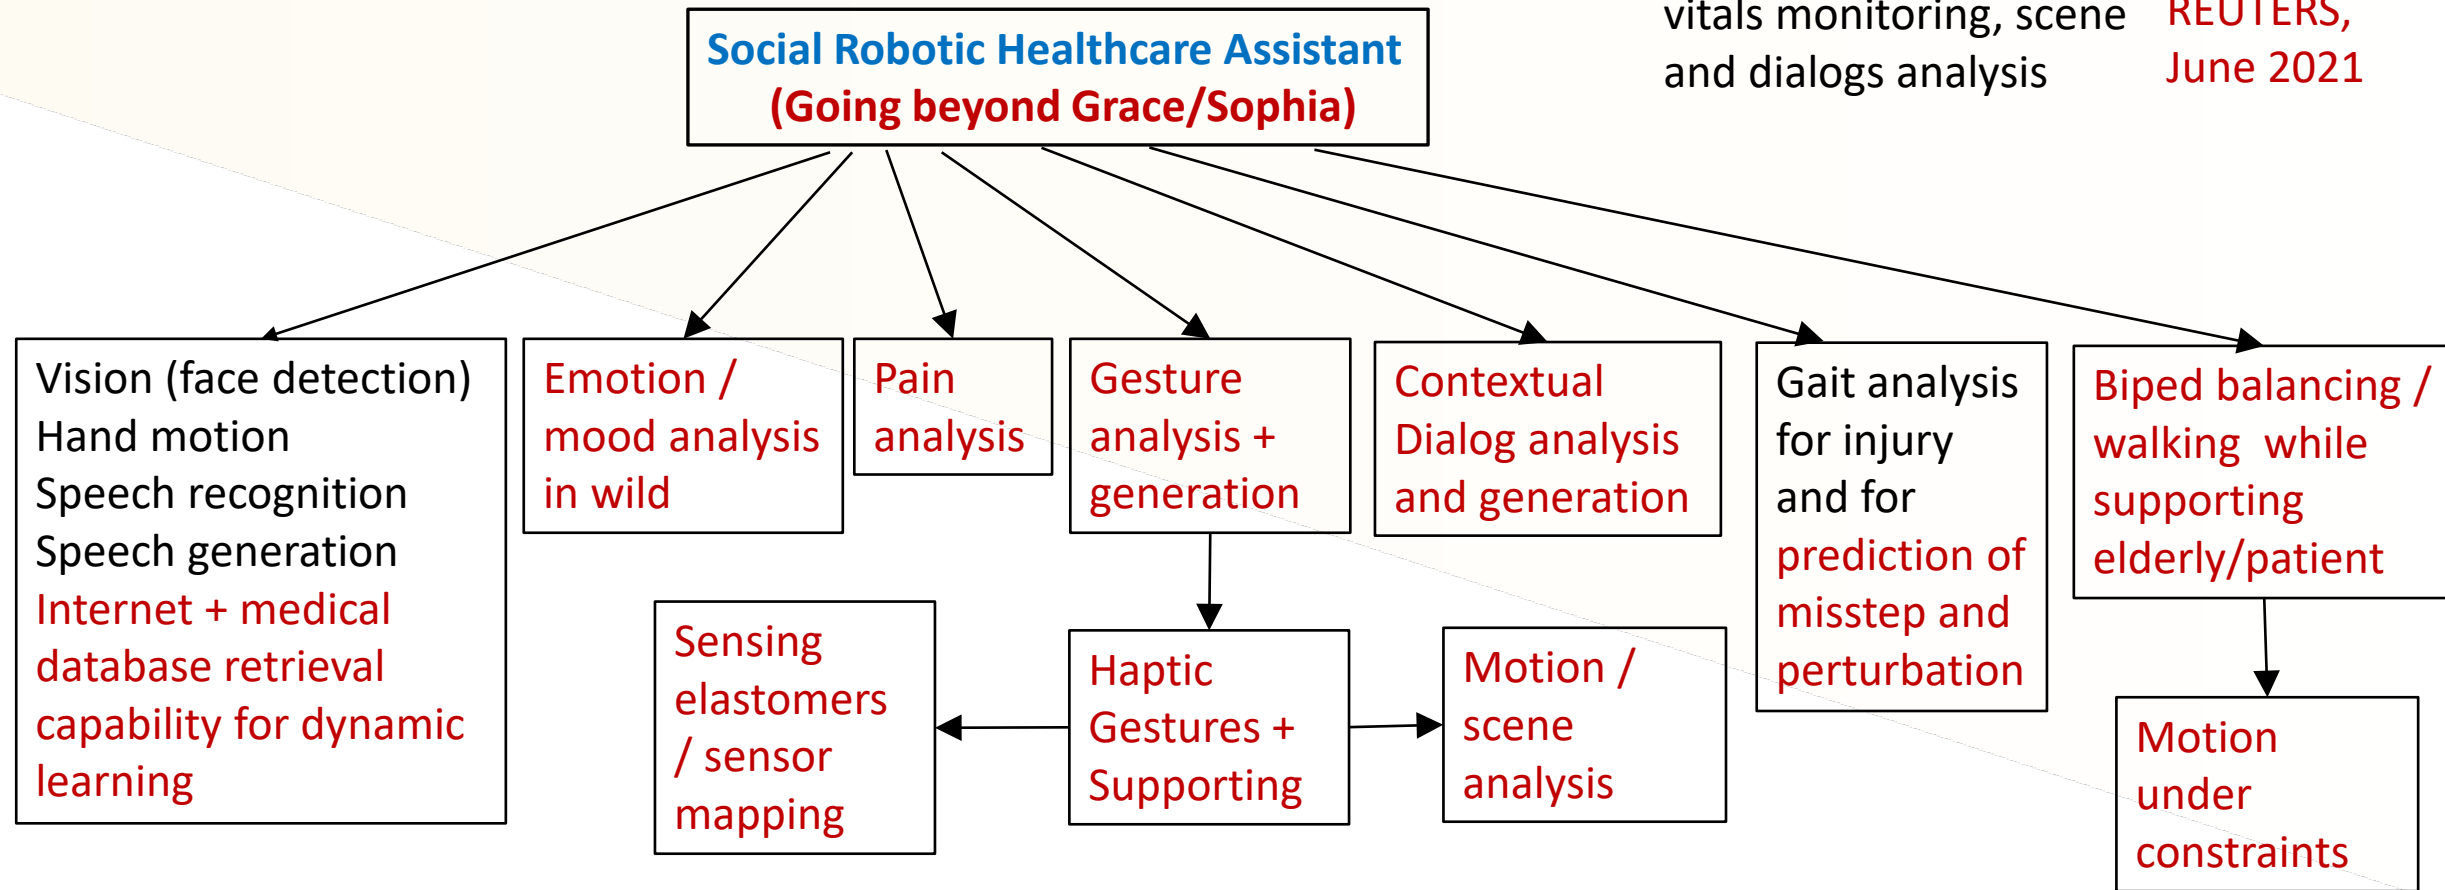 vitals monitoring, scene
and dialogs analysis
REUTERS,
June 2021
Social Robotic Healthcare Assistant
(Going beyond Grace/Sophia)
Vision (face detection)
Hand motion
Speech recognition
Speech generation
Internet + medical
database retrieval
capability for dynamic
learning
Emotion /
mood analysis
in wild
Pain
analysis
Gesture
analysis +
generation
Contextual
Dialog analysis
and generation
Gait analysis
for injury
and for
prediction of
misstep and
perturbation
Biped balancing /
walking while
supporting
elderly/patient
Sensing
elastomers
/ sensor
mapping
Haptic
Gestures +
Supporting
Motion /
scene
analysis
Motion
under
constraints